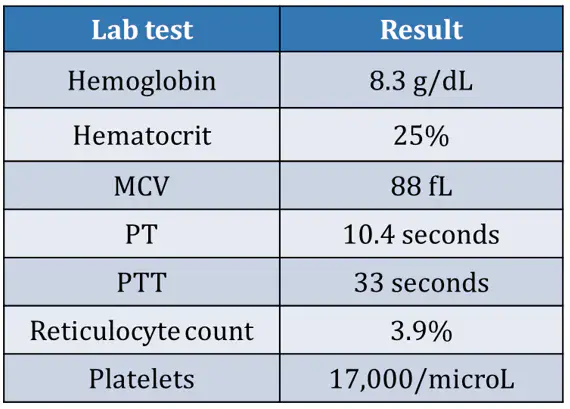 Lab test Result
Hemoglobin 8.3 g/dL
Hematocrit 25%
MCV 88 fL
PT 10.4 seconds
PTT 33 seconds
Reticulocyte count 3.9%
Platelets 17,000/microL